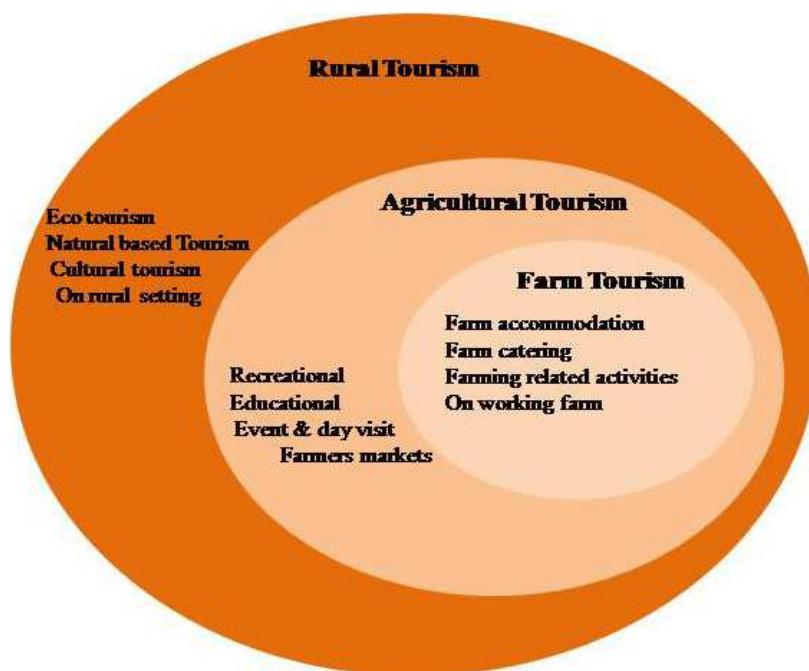 Rural Tourism
Eco tourism
Natural based Tourism
Cultural tourism
On rural setting
Agricultural Tourism
Recreational
Educational
Event & day visit
Farmers markets
Farm Tourism
Farm accommodation
Farm catering
Farming related activities
On working farm